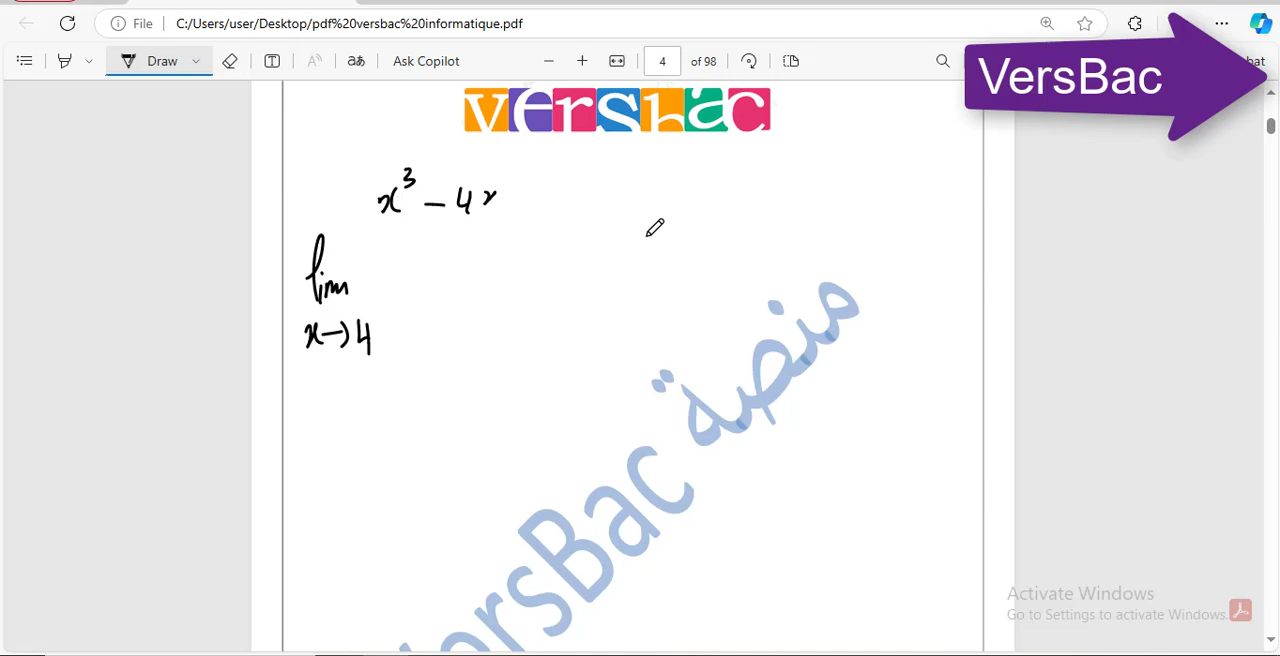 File C:/Users/user/Desktop/pdf%20versbac%20informatique.pdf
Draw Ask Copilot 4 of 98
VersBac
versbac
x³ - 4x
lim
x→4
منصة VersBac
Activate Windows
Go to Settings to activate Windows.